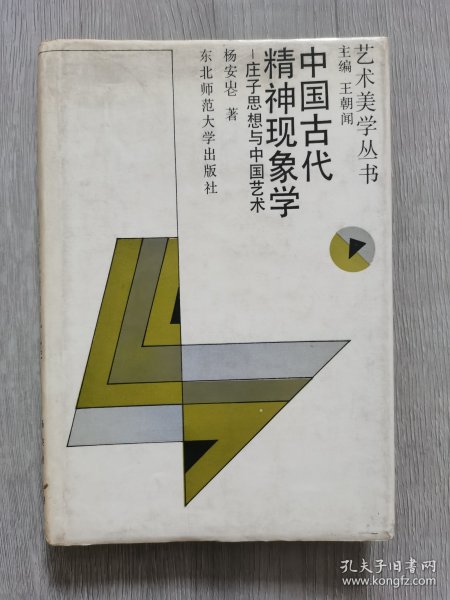 艺术美学丛书
主编 王朝闻
中国古代
精神现象学
—庄子思想与中国艺术
杨安崙 著
东北师范大学出版社
孔夫子旧书网
www.kongfz.com